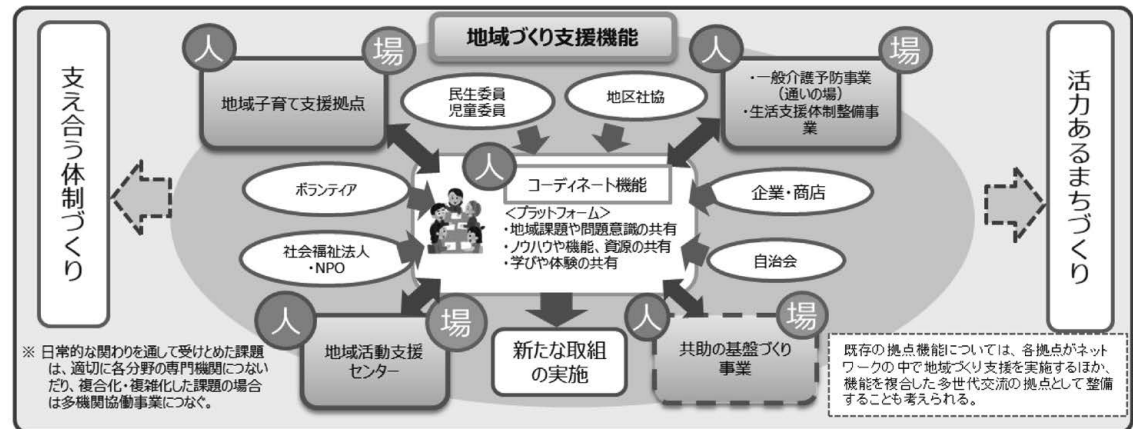 地域づくり支援機能
支え合う体制づくり
活力あるまちづくり
人
場
地域子育て支援拠点
民生委員
児童委員
地区社協
人
場
・一般介護予防事業
（通いの場）
・生活支援体制整備事
業
人
コーディネート機能
<プラットフォーム>
・地域課題や問題意識の共有
・ノウハウや機能、資源の共有
・学びや体験の共有
ボランティア
社会福祉法人
・NPO
企業・商店
自治会
人
場
地域活動支援
センター
新たな取組
の実施
人
場
共助の基盤づくり
事業
※ 日常的な関わりを通して受けとめた課題
は、適切に各分野の専門機関につない
だり、複合化・複雑化した課題の場合
は多機関協働事業につなぐ。
既存の拠点機能については、各拠点がネット
ワークの中で地域づくり支援を実施するほか、
機能を複合した多世代交流の拠点として整備
することも考えられる。